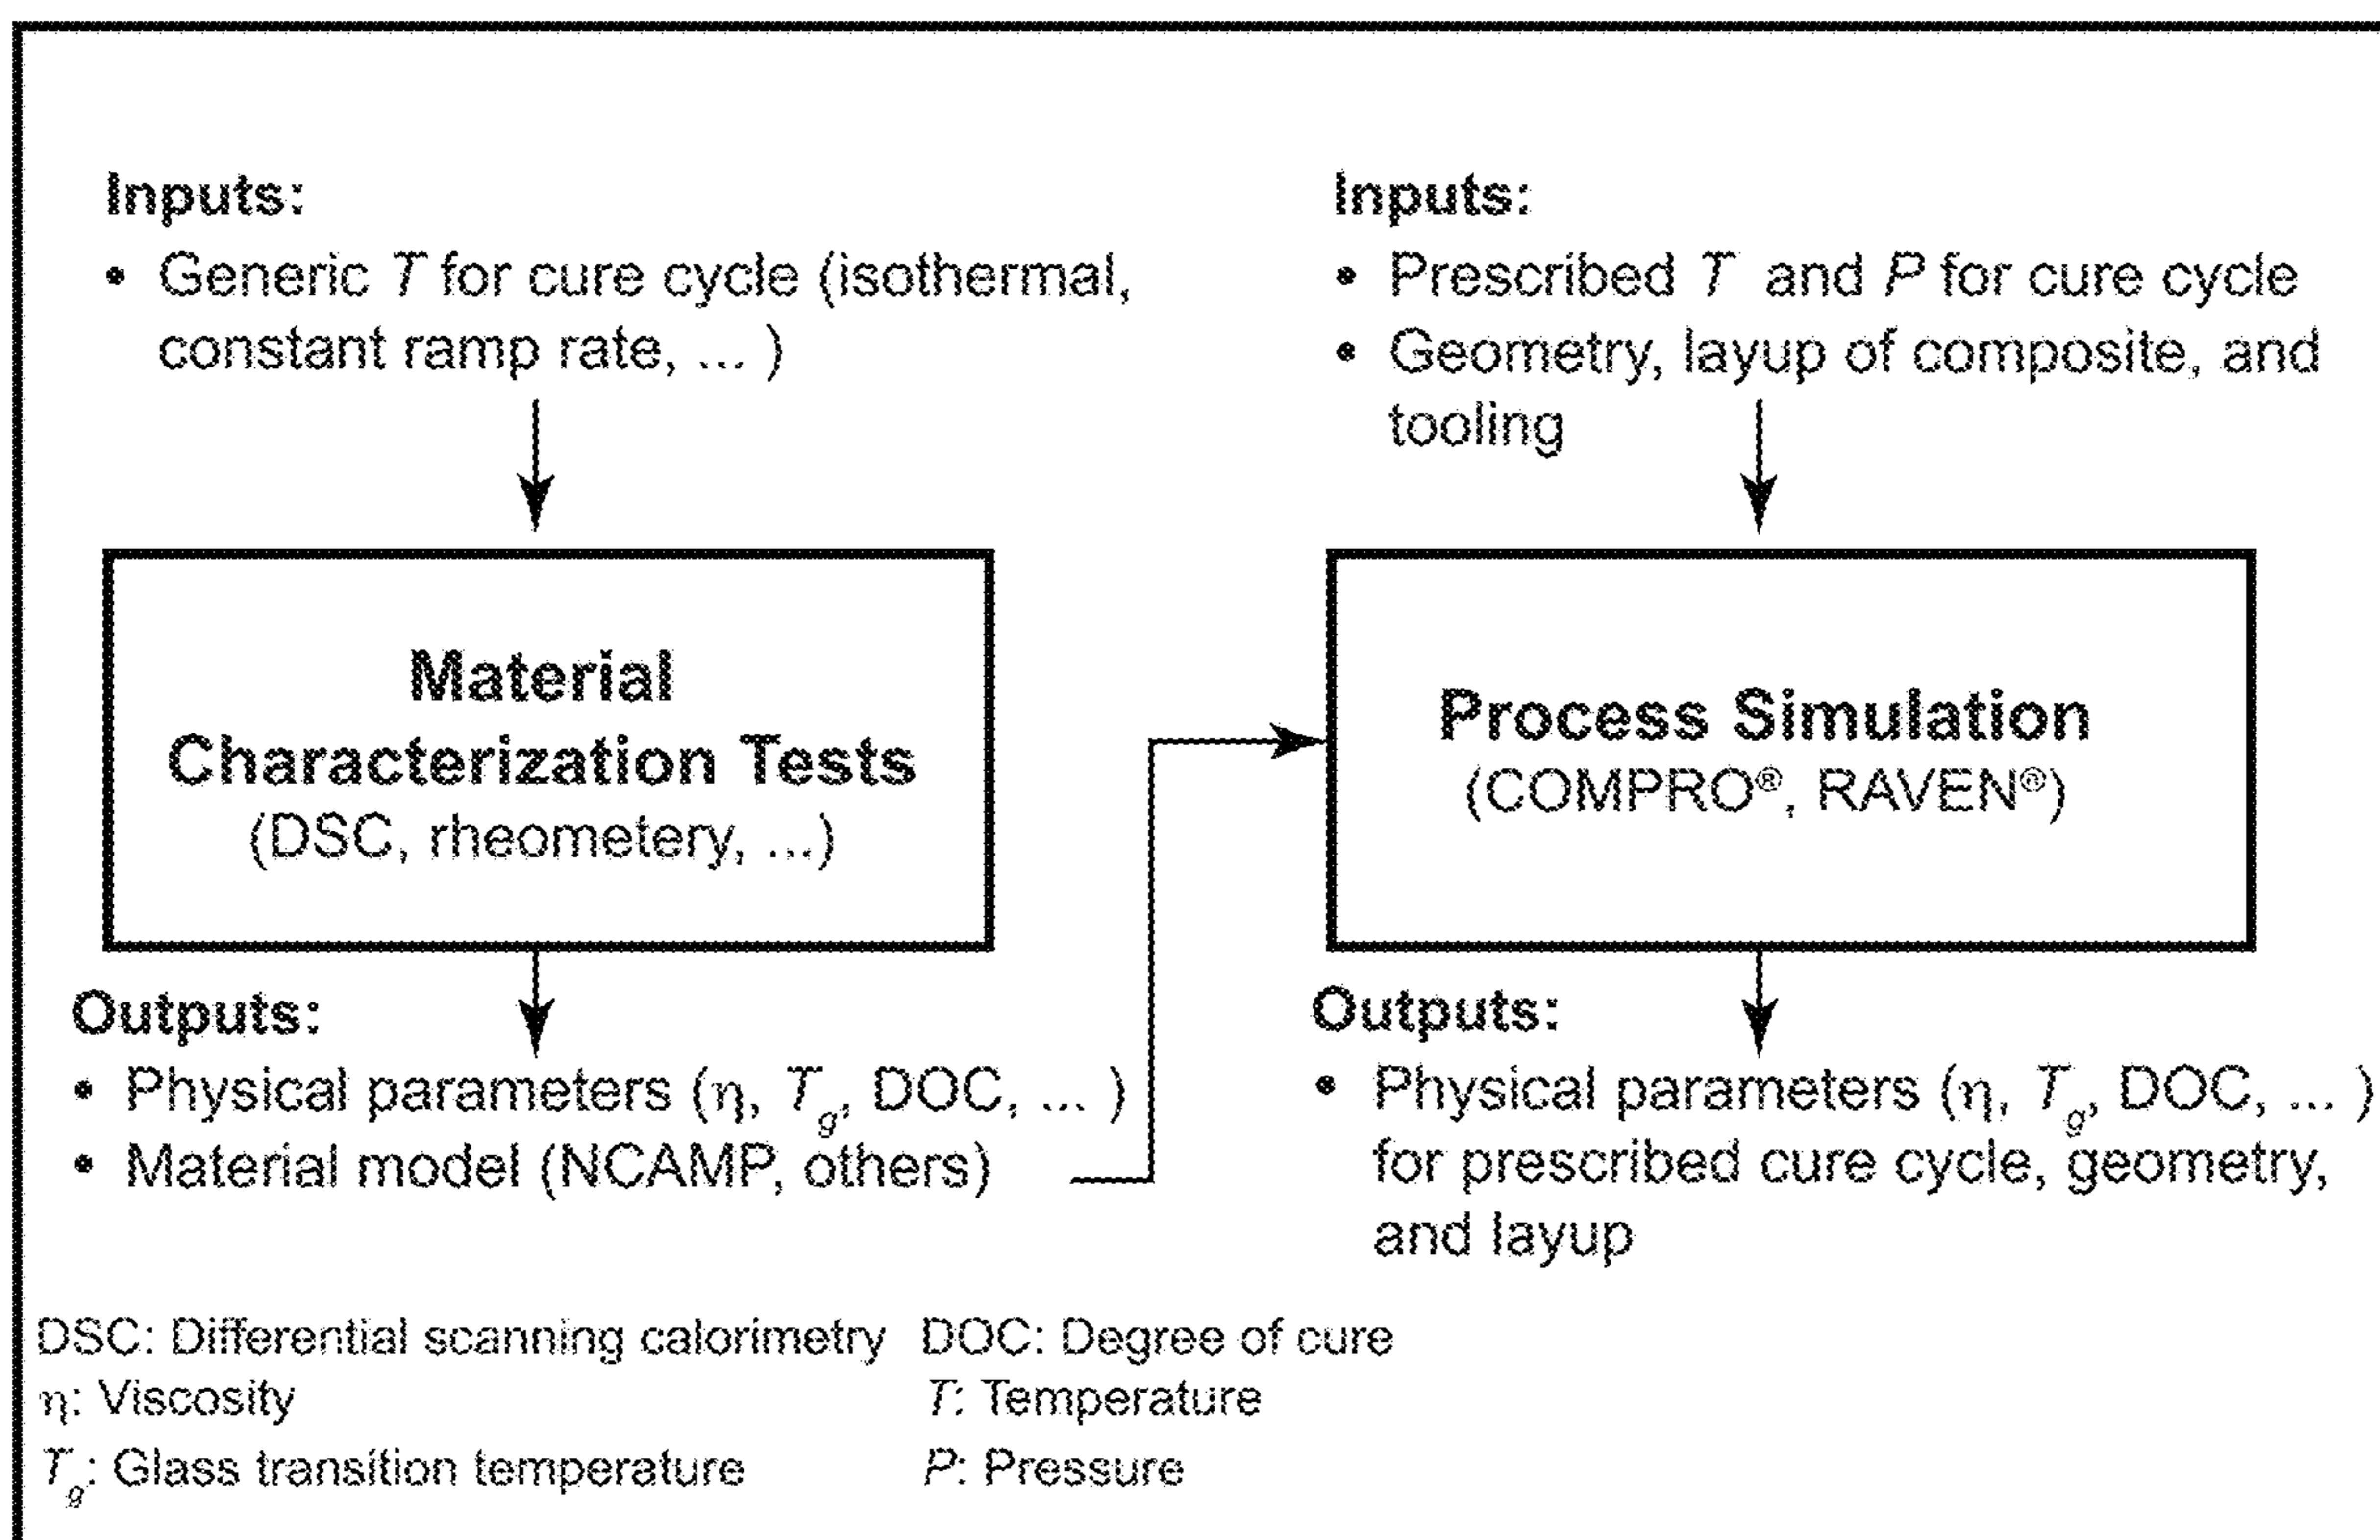 Inputs:
• Generic T for cure cycle (isothermal,
constant ramp rate, ... )
Material
Characterization Tests
(DSC, rheometery, ...)
Outputs:
• Physical parameters (η, Tg, DOC, ... )
• Material model (NCAMP, others)
Inputs:
• Prescribed T and P for cure cycle
• Geometry, layup of composite, and
tooling
Process Simulation
(COMPRO®, RAVEN®)
Outputs:
• Physical parameters (η, Tg, DOC, ... )
for prescribed cure cycle, geometry,
and layup
DSC: Differential scanning calorimetry
DOC: Degree of cure
η: Viscosity
T: Temperature
Tg: Glass transition temperature
P: Pressure